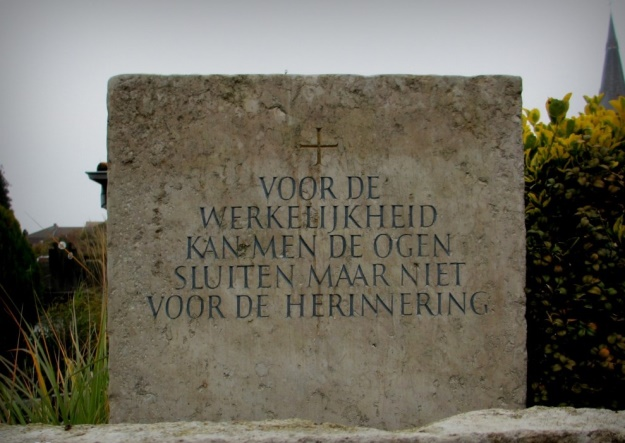 VOOR DE
WERKELIJKHEID
KAN MEN DE OGEN
SLUITEN MAAR NIET
VOOR DE HERINNERING